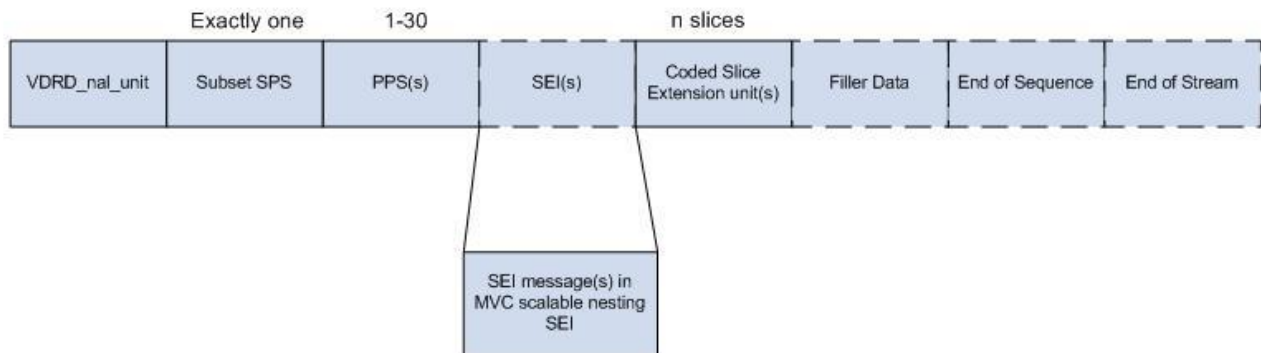 Exactly one
1-30
n slices
VDRD_nal_unit
Subset SPS
PPS(s)
SEI(s)
Coded Slice
Extension unit(s)
Filler Data
End of Sequence
End of Stream
SEI message(s) in
MVC scalable nesting
SEI